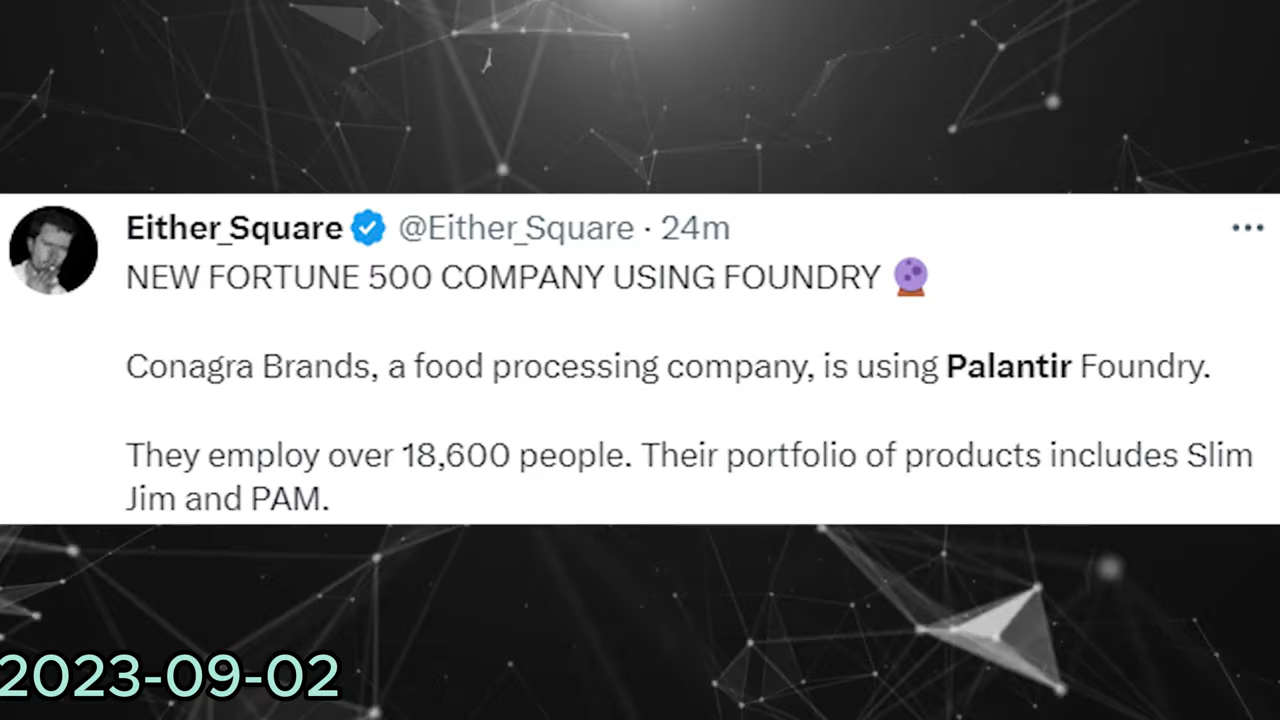 Either_Square @Either_Square · 24m
NEW FORTUNE 500 COMPANY USING FOUNDRY 🔮
Conagra Brands, a food processing company, is using Palantir Foundry.
They employ over 18,600 people. Their portfolio of products includes Slim
Jim and PAM.
2023-09-02